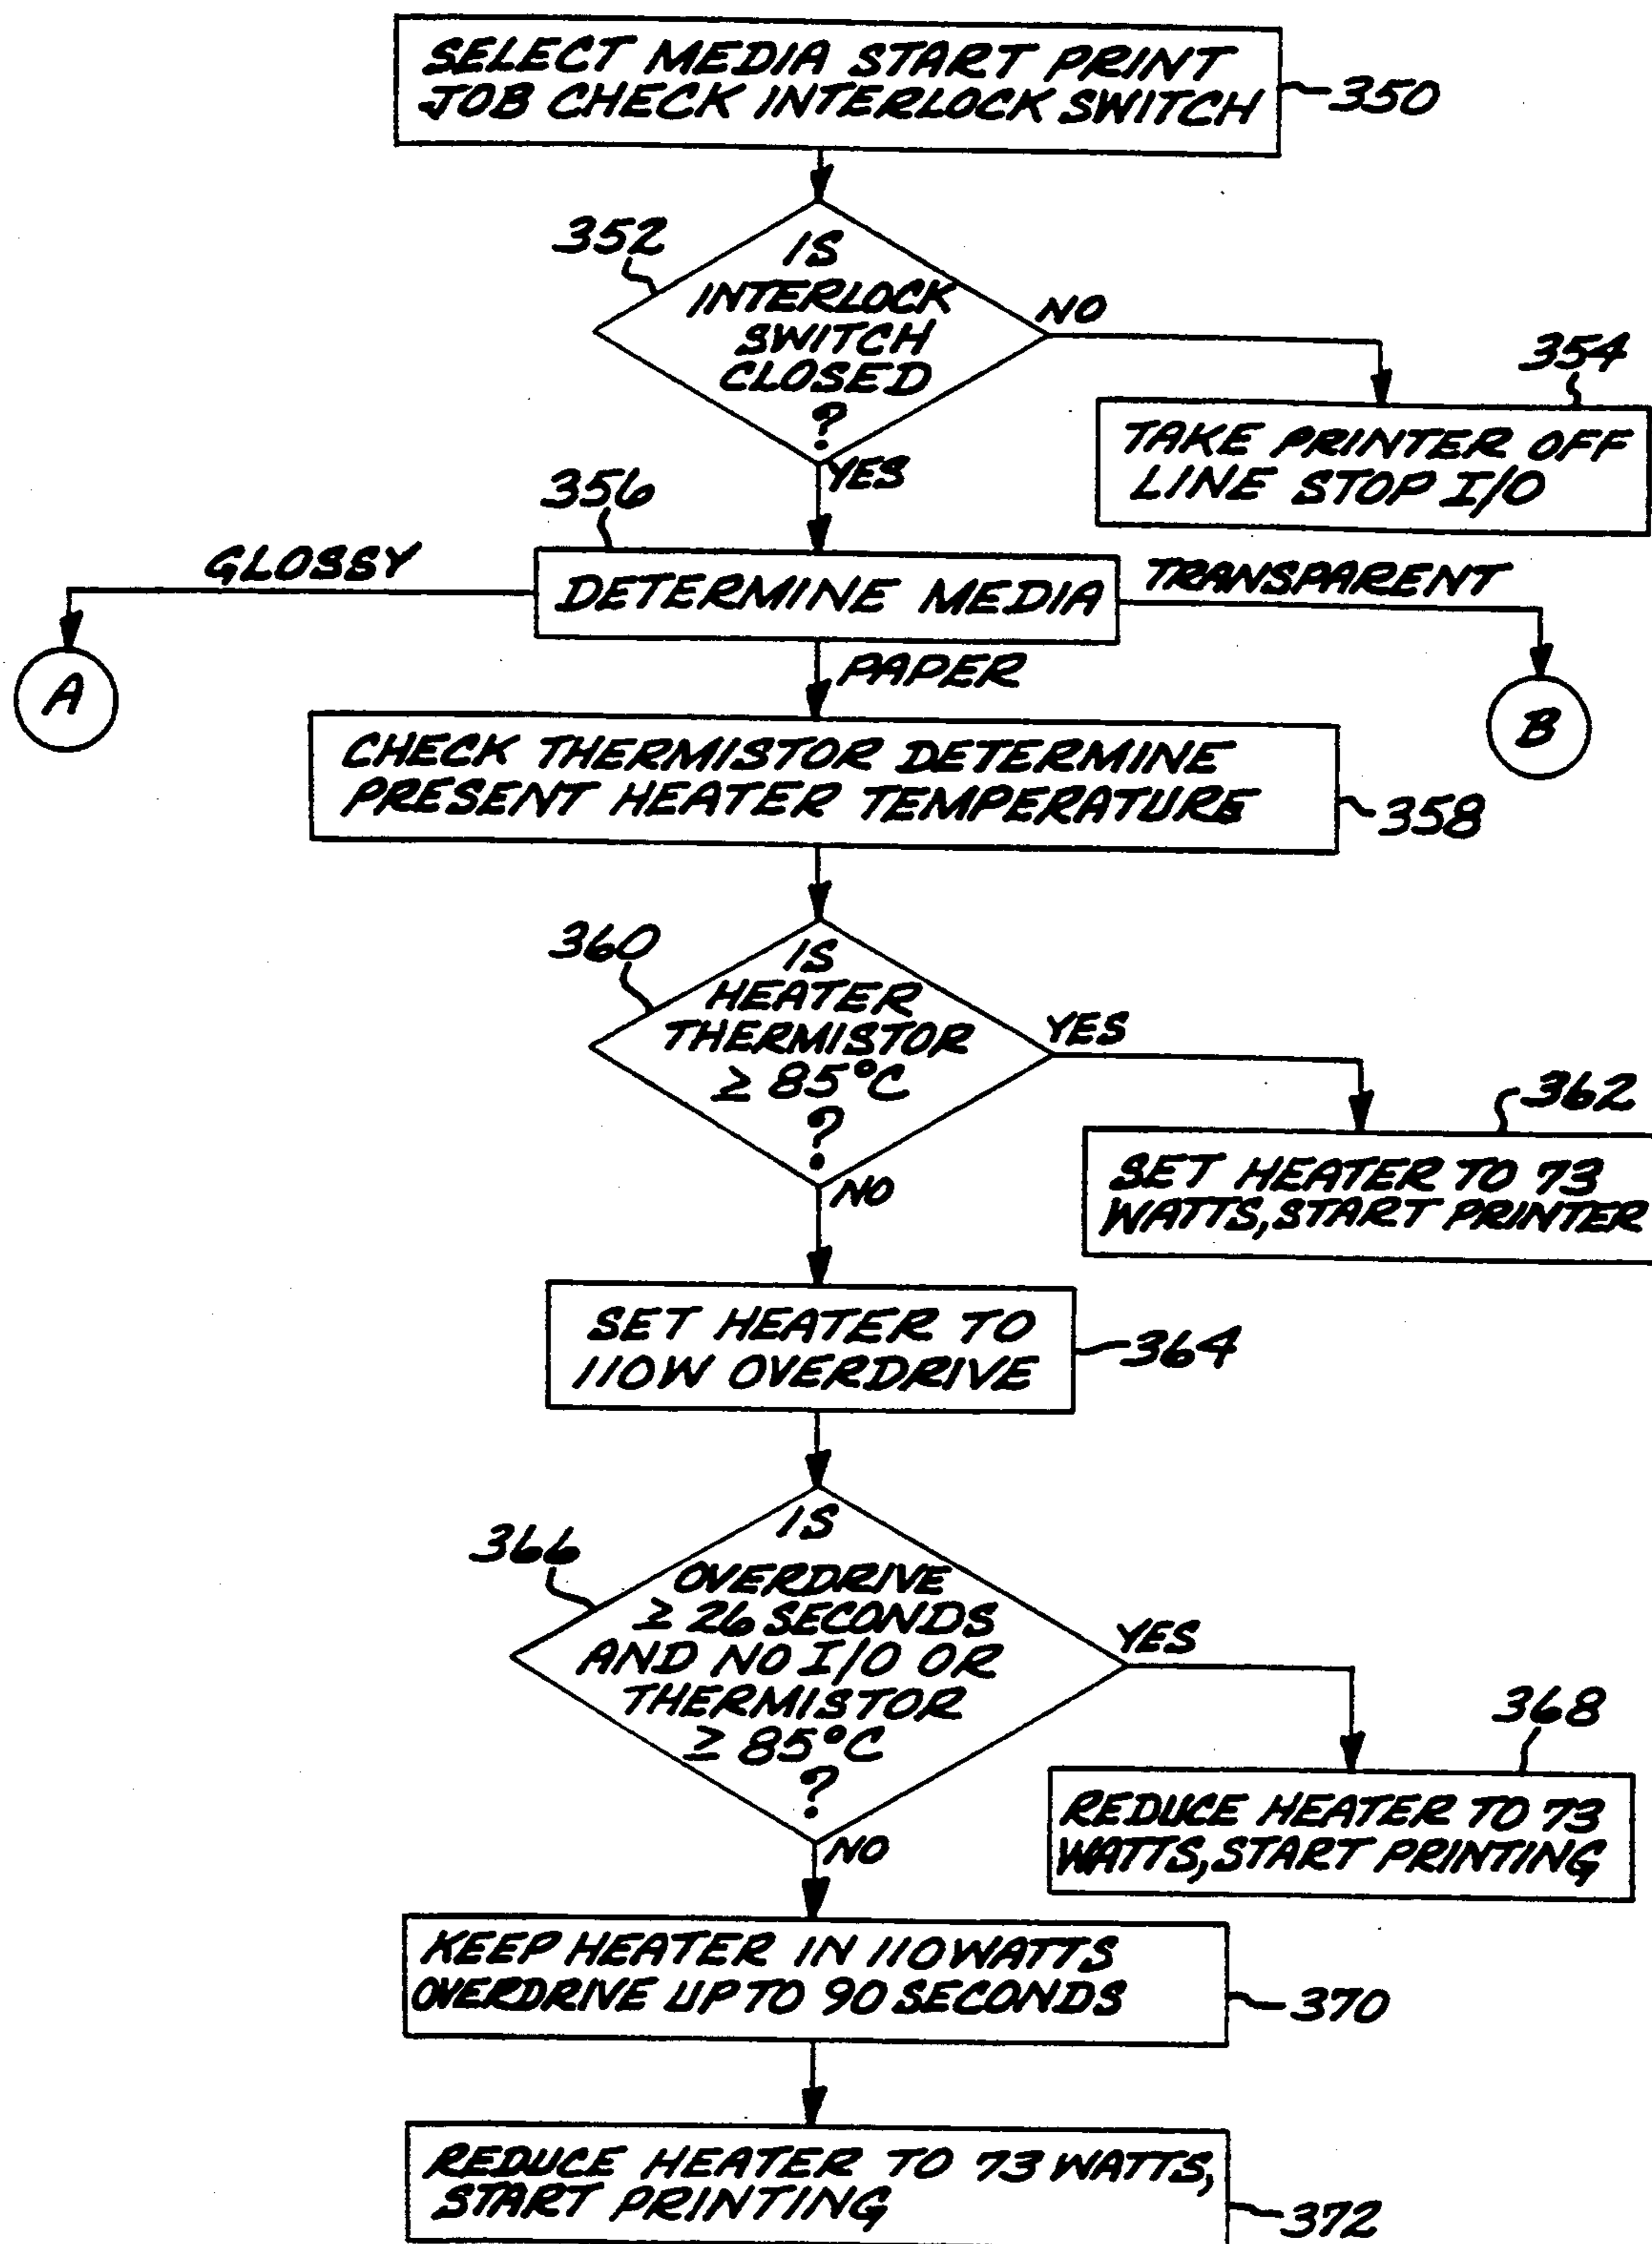 SELECT MEDIA START PRINT
JOB CHECK INTERLOCK SWITCH
350
352
IS
INTERLOCK
SWITCH
CLOSED
?
NO
354
TAKE PRINTER OFF
LINE STOP I/O
YES
356
GLOSSY
DETERMINE MEDIA
TRANSPARENT
A
PAPER
B
CHECK THERMISTOR DETERMINE
PRESENT HEATER TEMPERATURE
358
360
IS
HEATER
THERMISTOR
≥ 85°C
?
YES
362
SET HEATER TO 73
WATTS, START PRINTER
NO
SET HEATER TO
110W OVERDRIVE
364
366
IS
OVERDRIVE
≥ 26 SECONDS
AND NO I/O OR
THERMISTOR
≥ 85°C
?
YES
368
REDUCE HEATER TO 73
WATTS, START PRINTING
NO
KEEP HEATER IN 110 WATTS
OVERDRIVE UP TO 90 SECONDS
370
REDUCE HEATER TO 73 WATTS,
START PRINTING
372